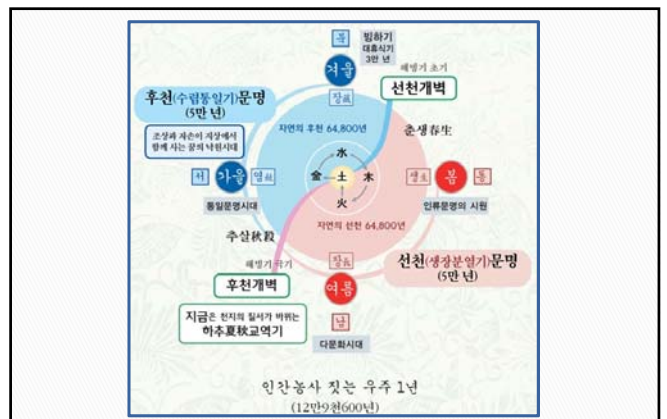 북
겨울
빙하기
대휴식기
3만 년
장藏
해빙기 초기
선천개벽
후천(수렴통일기)문명
(5만 년)
조상과 자손이 지상에서
함께 사는 꿈의 낙원시대
자연의 후천 64,800년
춘생春生
水
金 土 木
火
서 가을 염斂
통일문명시대
생生 봄 동
인류문명의 시원
자연의 선천 64,800년
추살秋殺
해빙기 말기
후천개벽
장長
여름
남
다문화시대
선천(생장분열기)문명
(5만 년)
지금은 천지의 질서가 바뀌는
하추夏秋교역기
인간농사 짓는 우주 1년
(12만9천600년)